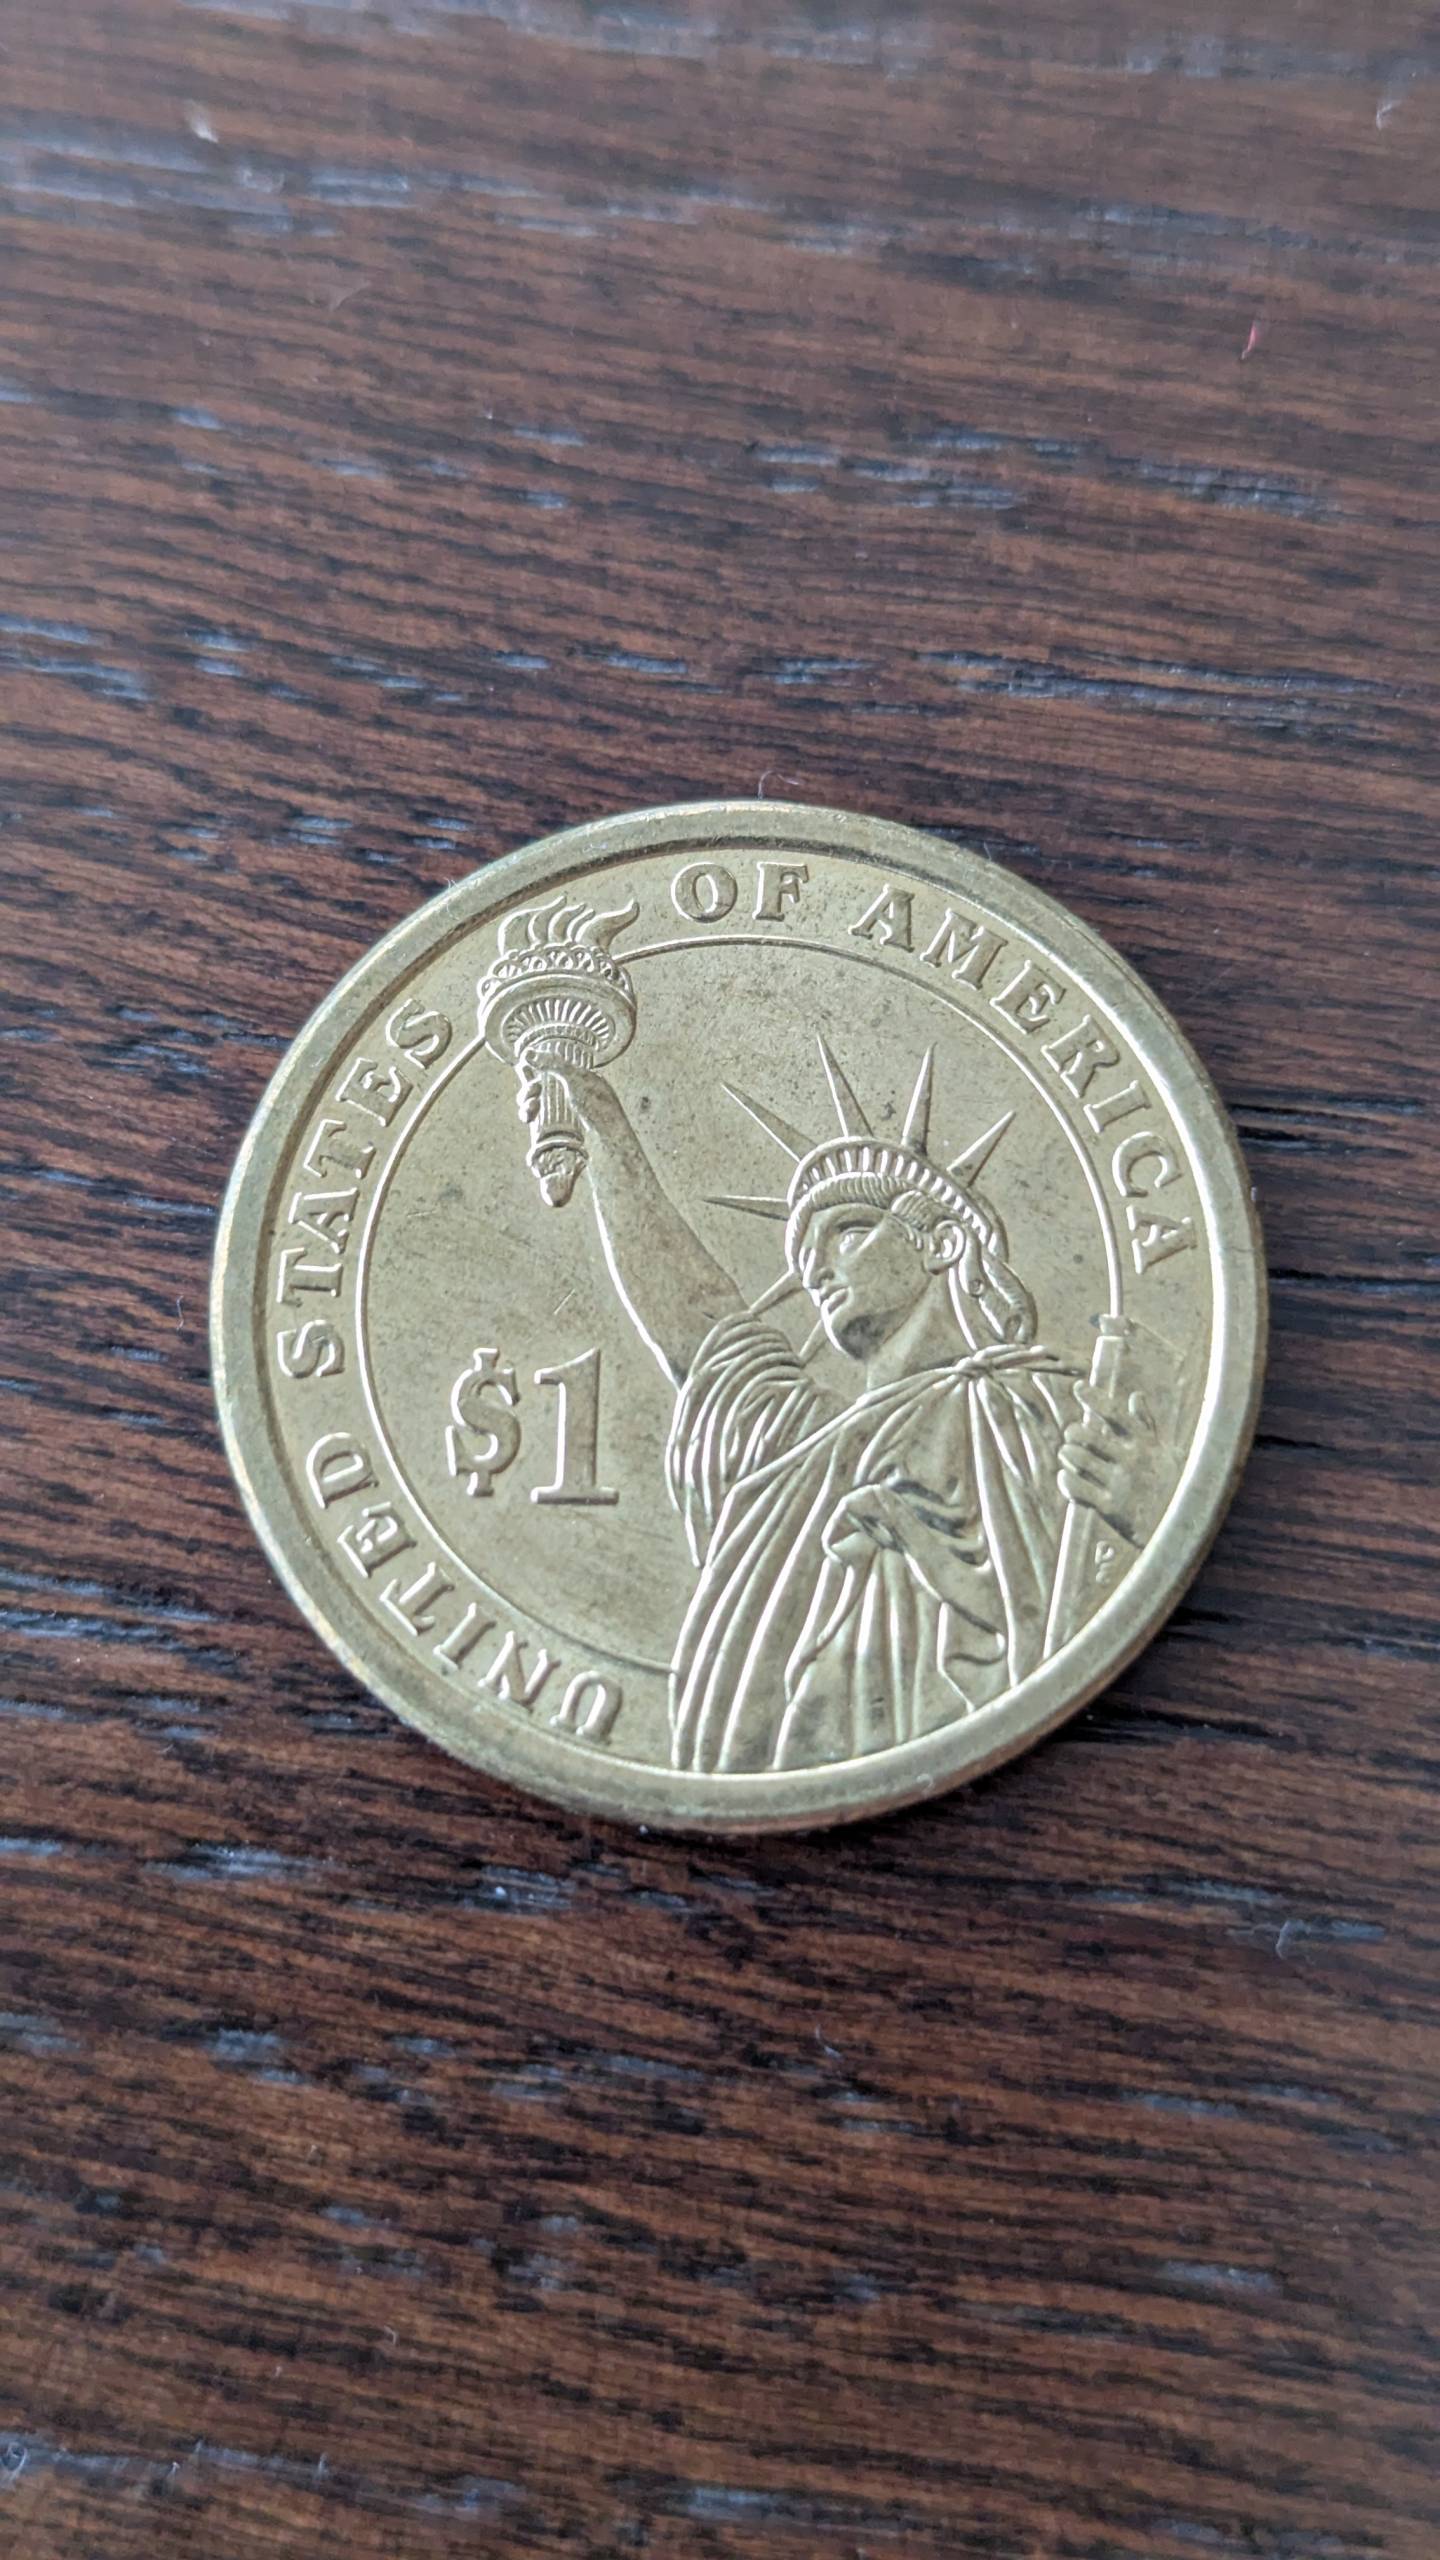 UNITED STATES OF AMERICA
$1